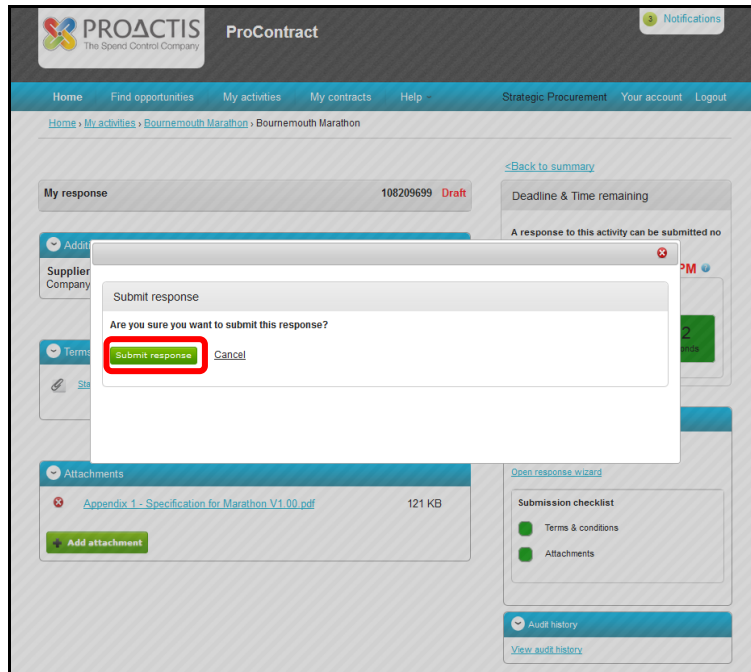 PROACTIS
The Spend Control Company
ProContract
3 Notifications
Home Find opportunities My activities My contracts Help Strategic Procurement Your account Logout
Home › My activities › Bournemouth Marathon › Bournemouth Marathon
<Back to summary
My response 108209699 Draft
Deadline & Time remaining
A response to this activity can be submitted no
PM
Additi
Supplier
Company
Submit response
Are you sure you want to submit this response?
Submit response Cancel
2
onds
Terms
Sta
Attachments
Appendix 1 - Specification for Marathon V1.00.pdf 121 KB
Add attachment
Open response wizard
Submission checklist
Terms & conditions
Attachments
Audit history
View audit history